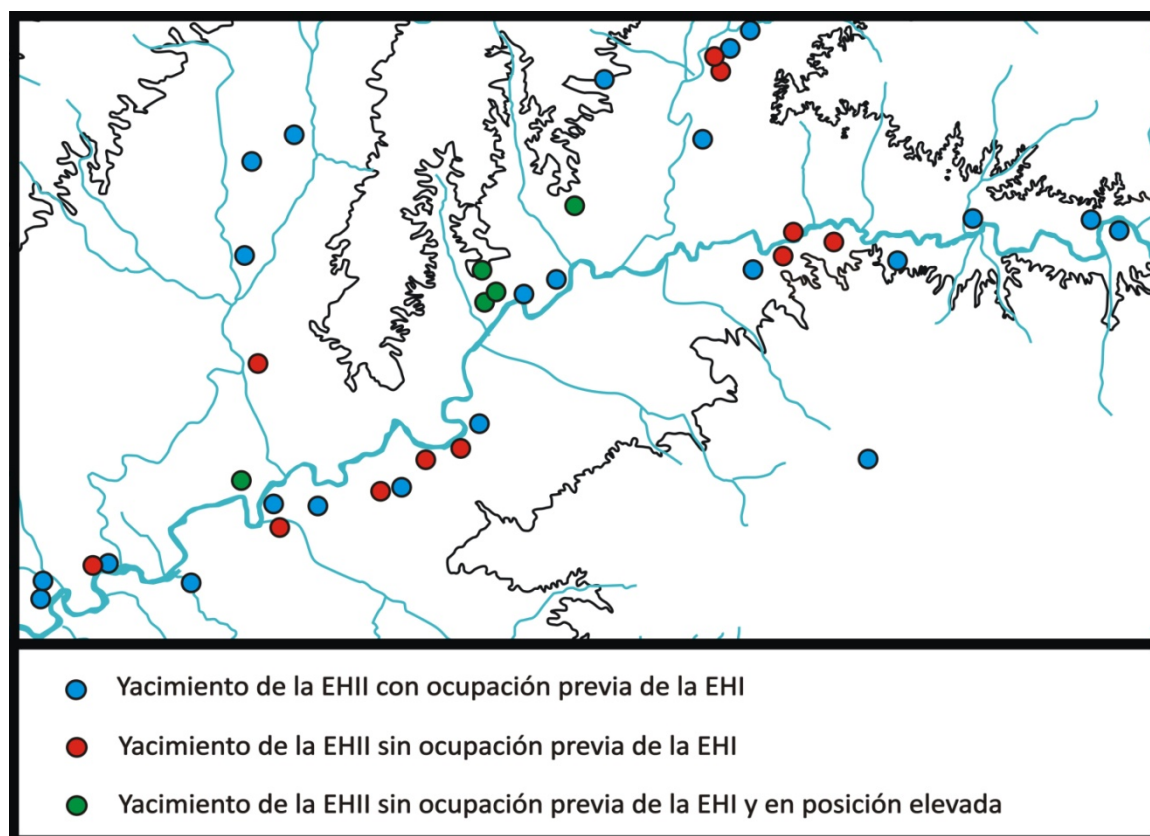 Yacimiento de la EHII con ocupación previa de la EHI
Yacimiento de la EHII sin ocupación previa de la EHI
Yacimiento de la EHII sin ocupación previa de la EHI y en posición elevada